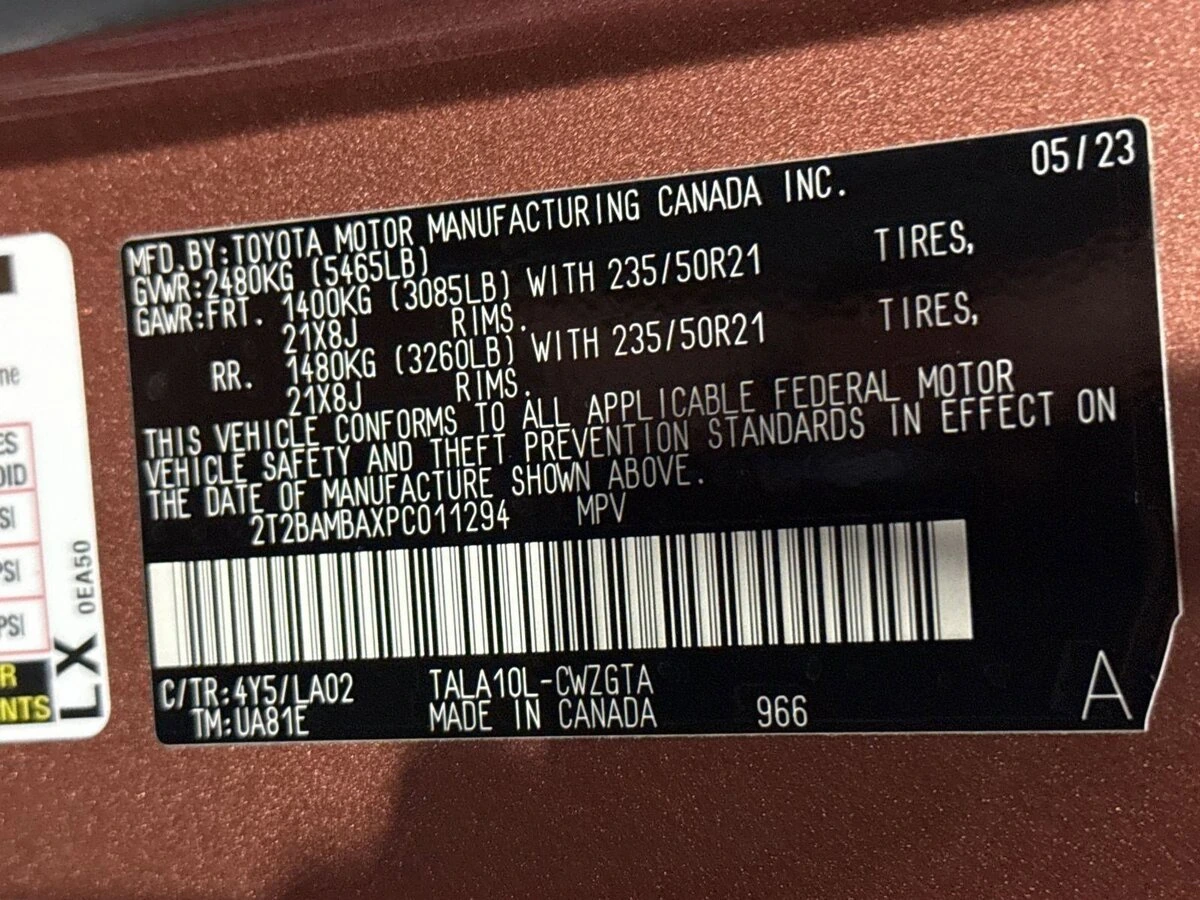 05/23
MFD.BY:TOYOTA MOTOR MANUFACTURING CANADA INC.
GVWR:2480KG (5465LB)
GAWR:FRT. 1400KG (3085LB) WITH 235/50R21 TIRES,
21X8J RIMS.
RR. 1480KG (3260LB) WITH 235/50R21 TIRES,
21X8J RIMS.
THIS VEHICLE CONFORMS TO ALL APPLICABLE FEDERAL MOTOR
VEHICLE SAFETY AND THEFT PREVENTION STANDARDS IN EFFECT ON
THE DATE OF MANUFACTURE SHOWN ABOVE.
2T2BAMBAXPC011294 MPV
C/TR:4Y5/LA02 TALA10L-CWZGTA
TM:UA81E MADE IN CANADA 966
A
LX 0EA50
PSI
PSI